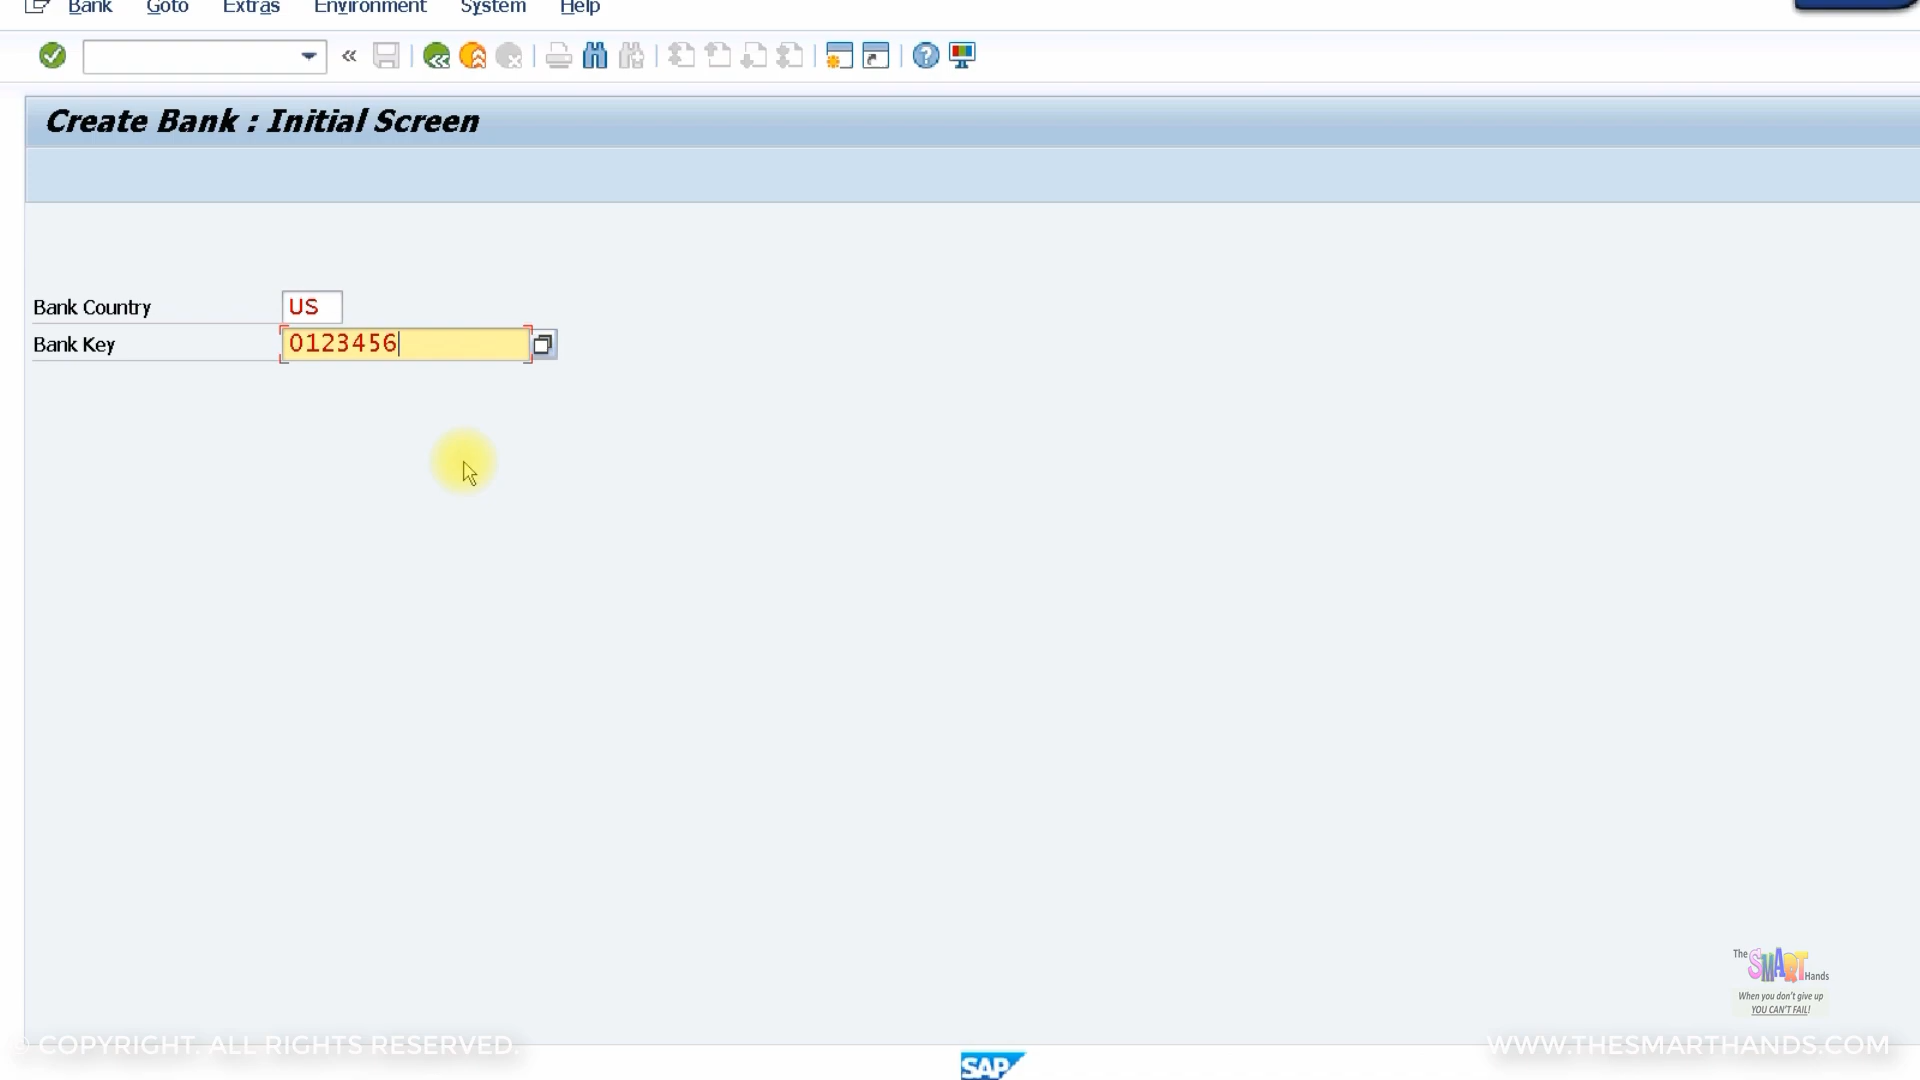 Bank Goto Extras Environment System Help
Create Bank : Initial Screen
Bank Country US
Bank Key 0123456
The SMART Hands
When you don't give up
YOU CAN'T FAIL!
© COPYRIGHT. ALL RIGHTS RESERVED.
WWW.THESMARTHANDS.COM
SAP